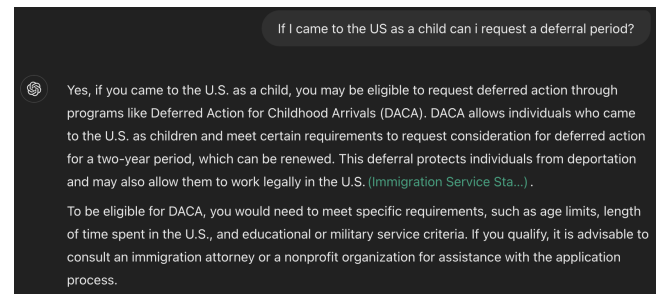 If I came to the US as a child can i request a deferral period?
Yes, if you came to the U.S. as a child, you may be eligible to request deferred action through
programs like Deferred Action for Childhood Arrivals (DACA). DACA allows individuals who came
to the U.S. as children and meet certain requirements to request consideration for deferred action
for a two-year period, which can be renewed. This deferral protects individuals from deportation
and may also allow them to work legally in the U.S. (Immigration Service Sta...) .
To be eligible for DACA, you would need to meet specific requirements, such as age limits, length
of time spent in the U.S., and educational or military service criteria. If you qualify, it is advisable to
consult an immigration attorney or a nonprofit organization for assistance with the application
process.